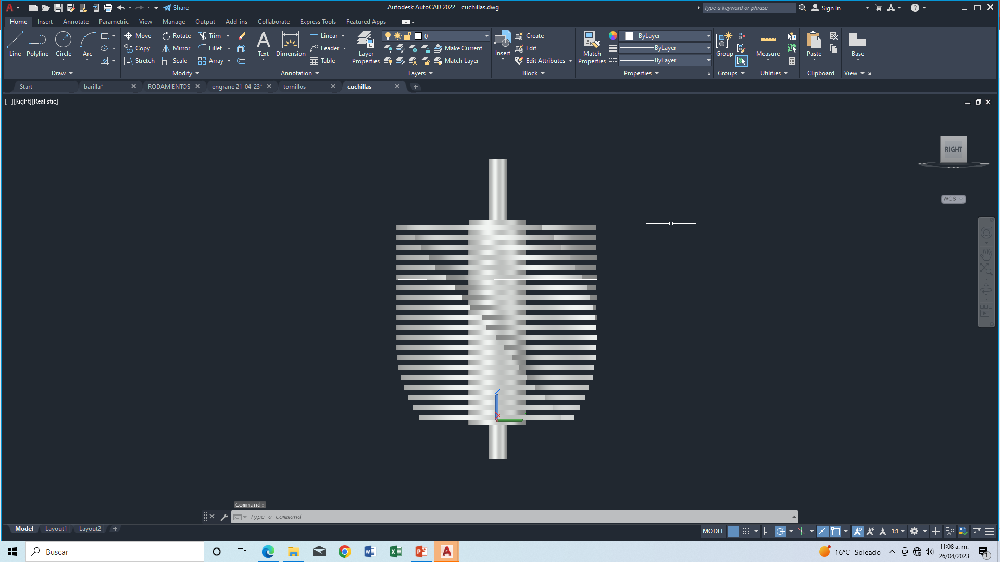 Share
Autodesk AutoCAD 2022 cuchillas.dwg
Type a keyword or phrase
Sign In
Home Insert Annotate Parametric View Manage Output Add-ins Collaborate Express Tools Featured Apps
Line Polyline Circle Arc
Draw
Move Rotate Trim
Copy Mirror Fillet
Stretch Scale Array
Modify
Text Dimension
Linear
Leader
Table
Annotation
Layer Properties
0
Make Current
Match Layer
Layers
Insert
Create
Edit
Edit Attributes
Block
Match Properties
ByLayer
ByLayer
ByLayer
Properties
Group
Groups
Measure
Utilities
Paste
Clipboard
Base
View
Start barilla* RODAMIENTOS engrane 21-04-23* tornillos cuchillas
[−][Right][Realistic]
RIGHT
WCS
Z
X
Y
Command:
Type a command
Model Layout1 Layout2
MODEL
1:1
Buscar
16°C Soleado
11:08 a. m.
26/04/2023
1